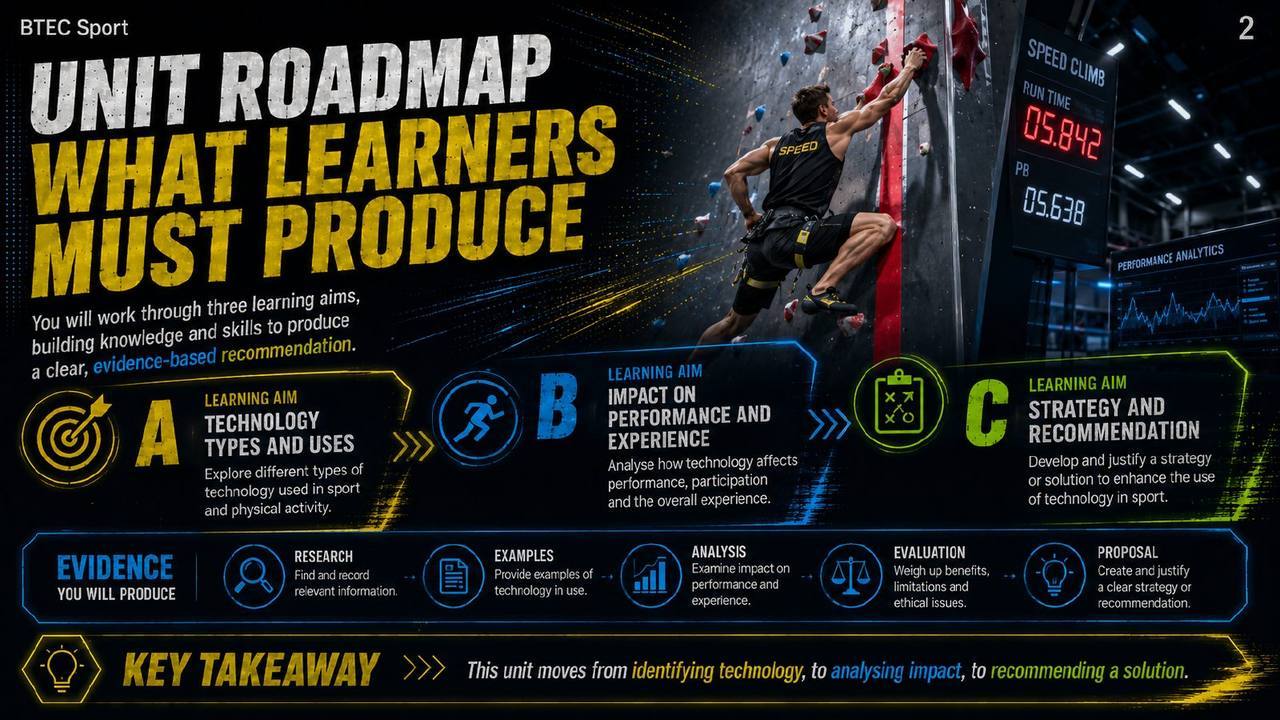 BTEC Sport
2
UNIT ROADMAP
WHAT LEARNERS
MUST PRODUCE
You will work through three learning aims,
building knowledge and skills to produce
a clear, evidence-based recommendation.
SPEED
SPEED CLIMB
RUN TIME
05.842
PB
05.638
PERFORMANCE ANALYTICS
A
LEARNING AIM
TECHNOLOGY
TYPES AND USES
Explore different types of
technology used in sport
and physical activity.
B
LEARNING AIM
IMPACT ON
PERFORMANCE AND
EXPERIENCE
Analyse how technology affects
performance, participation
and the overall experience.
C
LEARNING AIM
STRATEGY AND
RECOMMENDATION
Develop and justify a strategy
or solution to enhance the use
of technology in sport.
EVIDENCE
YOU WILL PRODUCE
RESEARCH
Find and record
relevant information.
EXAMPLES
Provide examples of
technology in use.
ANALYSIS
Examine impact on
performance and
experience.
EVALUATION
Weigh up benefits,
limitations and
ethical issues.
PROPOSAL
Create and justify
a clear strategy or
recommendation.
KEY TAKEAWAY
This unit moves from identifying technology, to analysing impact, to recommending a solution.